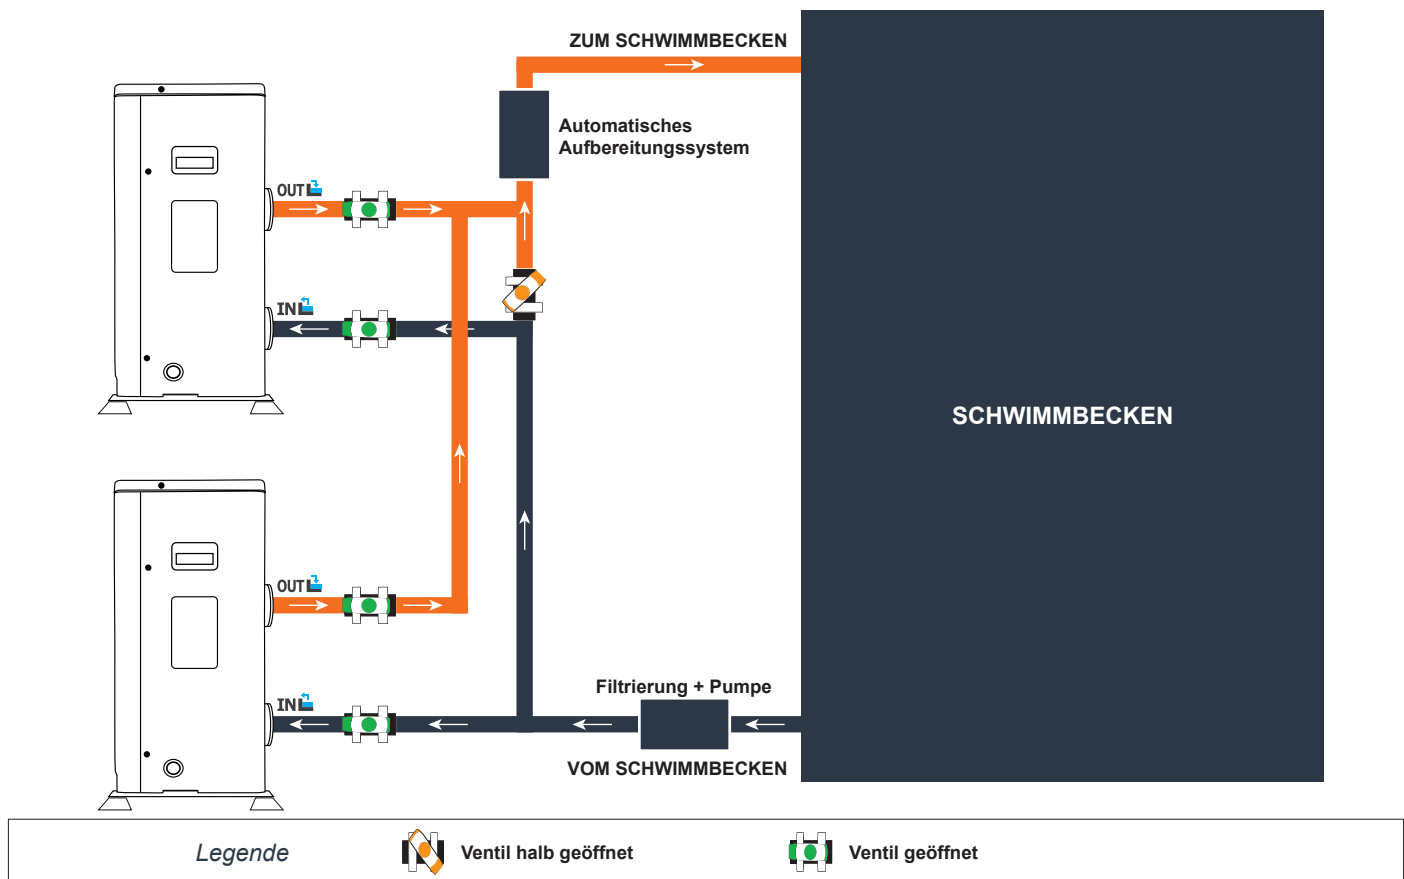 ZUM SCHWIMMBECKEN
Automatisches
Aufbereitungssystem
OUT
IN
SCHWIMMBECKEN
OUT
IN
Filtrierung + Pumpe
VOM SCHWIMMBECKEN
Legende
Ventil halb geöffnet
Ventil geöffnet